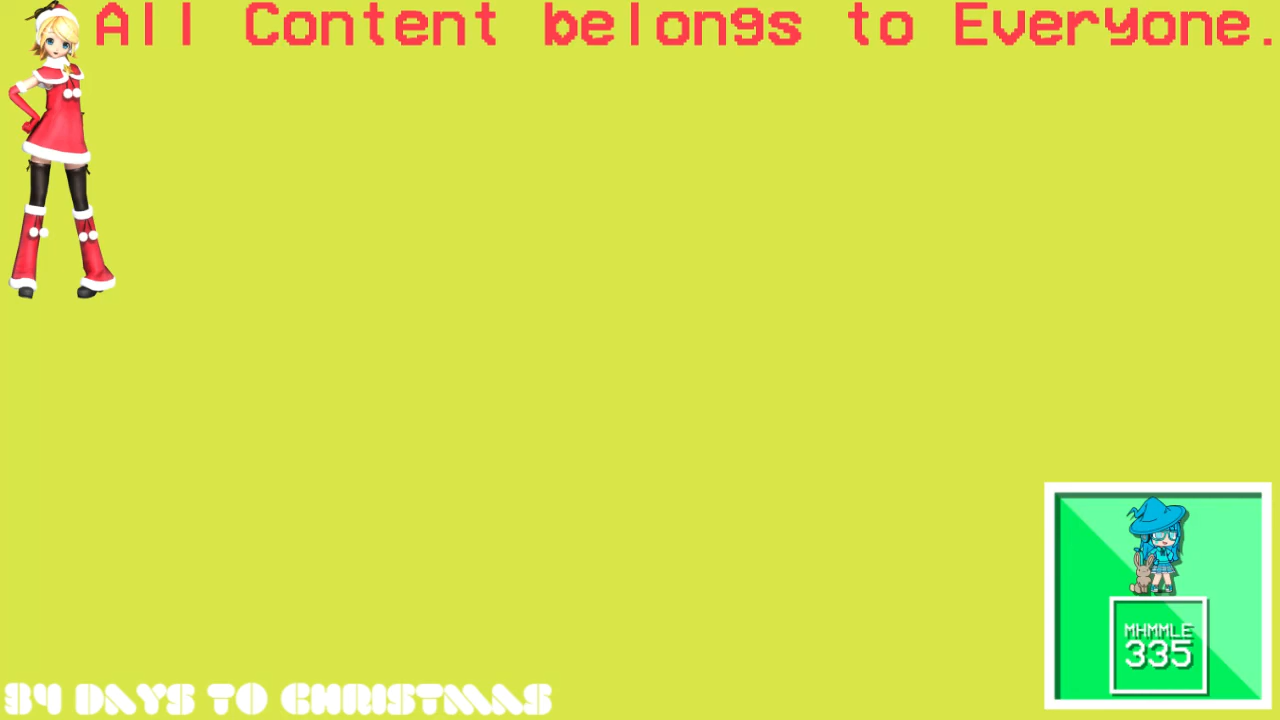 All Content belongs to Everyone.
MHMMLE
335
34 DAYS TO CHRISTMAS